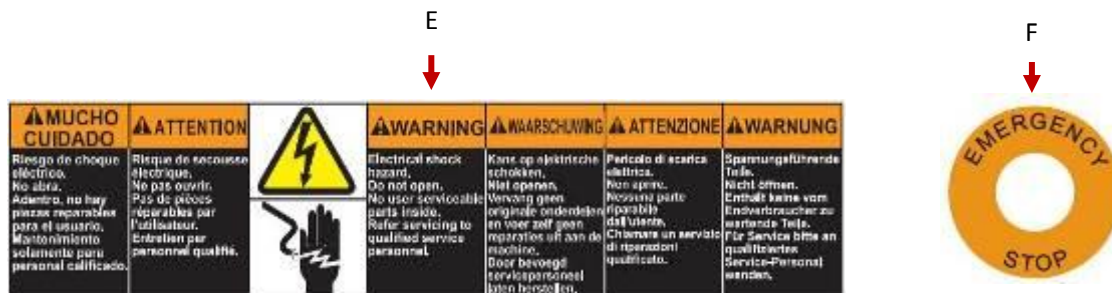 E
F
MUCHO
CUIDADO
Riesgo de choque
eléctrico.
No abra.
Adentro, no hay
piezas reparables
para el usuario.
Mantenimiento
solamente para
personal calificado.
ATTENTION
Risque de secousse
électrique.
Ne pas ouvrir.
Pas de pièces
réparables par
l'utilisateur.
Entretien par
personnel qualifié.
WARNING
Electrical shock
hazard.
Do not open.
No user serviceable
parts inside.
Refer servicing to
qualified service
personnel.
WAARSCHUWING
Kans op elektrische
schokken.
Niet openen.
Vervang geen
originele onderdelen
en voer zelf geen
reparaties uit aan de
machine.
Door bevoegd
servicepersoneel
laten herstellen.
ATTENZIONE
Pericolo di scarica
elettrica.
Non aprire.
Nessuna parte
riparabile
dall'utente.
Chiamare un servizio
di riparazioni
WARNUNG
Spannungsführende
Teile.
Nicht öffnen.
Enthält keine vom
Endverbraucher zu
wartende Teile.
Für Service bitte an
qualifiziertes
Service-Personal
wenden.
EMERGENCY
STOP